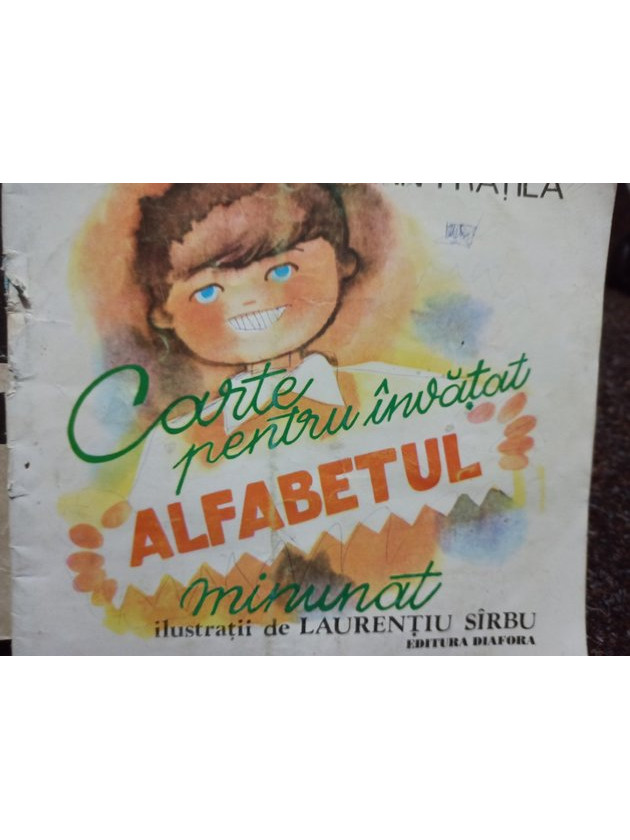 Carte
pentru învățat
ALFABETUL
minunat
ilustrații de LAURENȚIU SÎRBU
EDITURA DIAFORA